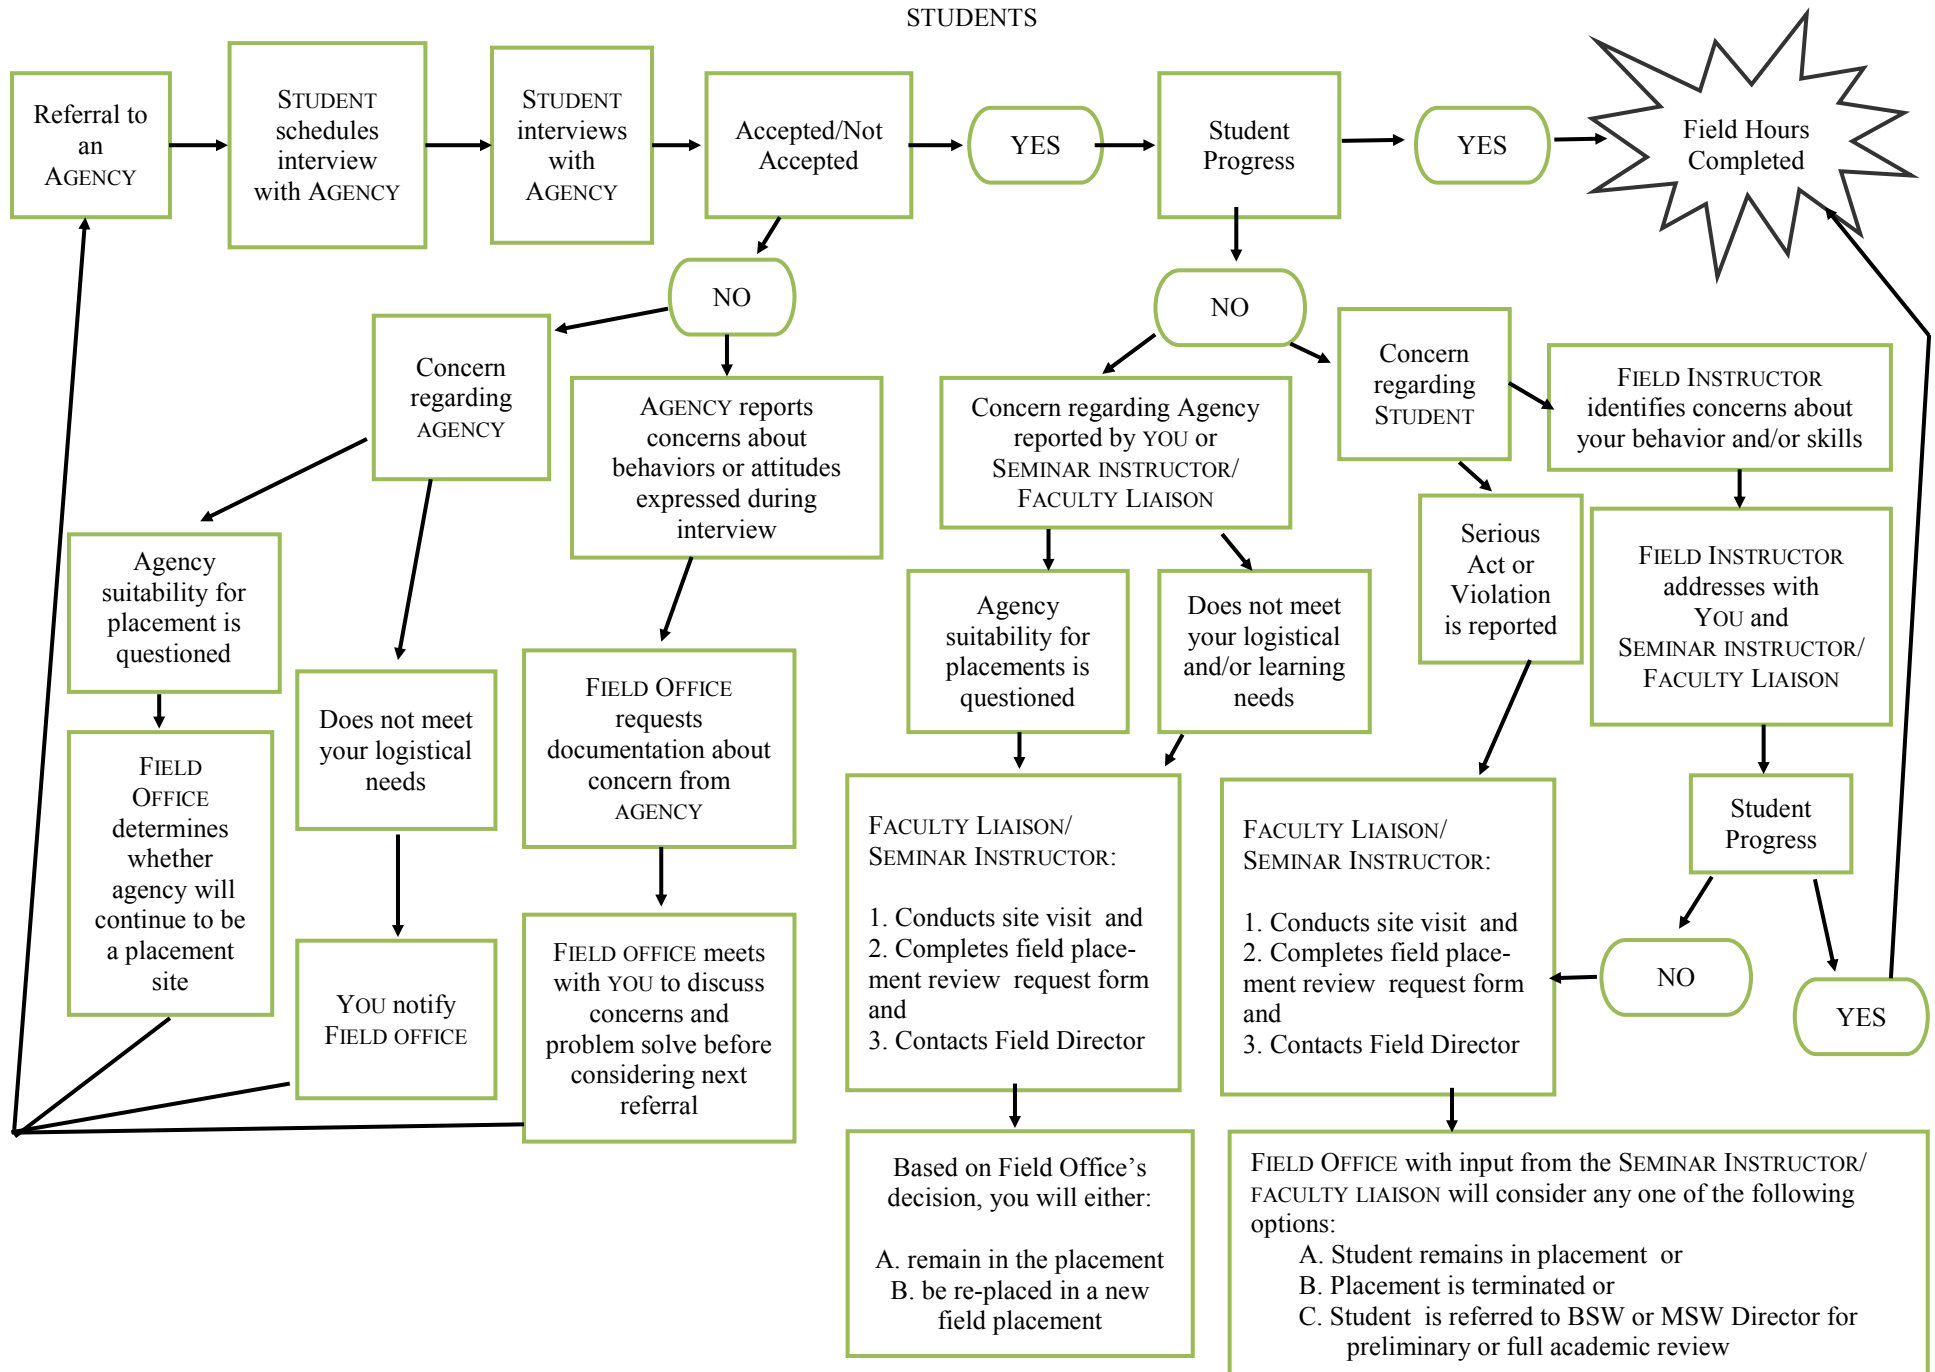 STUDENTS
Referral to
an
AGENCY
STUDENT
schedules
interview
with AGENCY
STUDENT
interviews
with
AGENCY
Accepted/Not
Accepted
YES
Student
Progress
YES
Field Hours
Completed
NO
NO
Concern
regarding
AGENCY
AGENCY reports
concerns about
behaviors or attitudes
expressed during
interview
Concern regarding Agency
reported by YOU or
SEMINAR INSTRUCTOR/
FACULTY LIAISON
Concern
regarding
STUDENT
FIELD INSTRUCTOR
identifies concerns about
your behavior and/or skills
Agency
suitability for
placement is
questioned
Does not meet
your logistical
needs
FIELD OFFICE
requests
documentation about
concern from
AGENCY
Agency
suitability for
placements is
questioned
Does not meet
your logistical
and/or learning
needs
Serious
Act or
Violation
is reported
FIELD INSTRUCTOR
addresses with
YOU and
SEMINAR INSTRUCTOR/
FACULTY LIAISON
FIELD
OFFICE
determines
whether
agency will
continue to be
a placement
site
YOU notify
FIELD OFFICE
FIELD OFFICE meets
with YOU to discuss
concerns and
problem solve before
considering next
referral
FACULTY LIAISON/
SEMINAR INSTRUCTOR:
1. Conducts site visit and
2. Completes field place-
ment review request form
and
3. Contacts Field Director
FACULTY LIAISON/
SEMINAR INSTRUCTOR:
1. Conducts site visit and
2. Completes field place-
ment review request form
and
3. Contacts Field Director
Student
Progress
NO
YES
Based on Field Office’s
decision, you will either:
A. remain in the placement
B. be re-placed in a new
field placement
FIELD OFFICE with input from the SEMINAR INSTRUCTOR/
FACULTY LIAISON will consider any one of the following
options:
A. Student remains in placement or
B. Placement is terminated or
C. Student is referred to BSW or MSW Director for
preliminary or full academic review